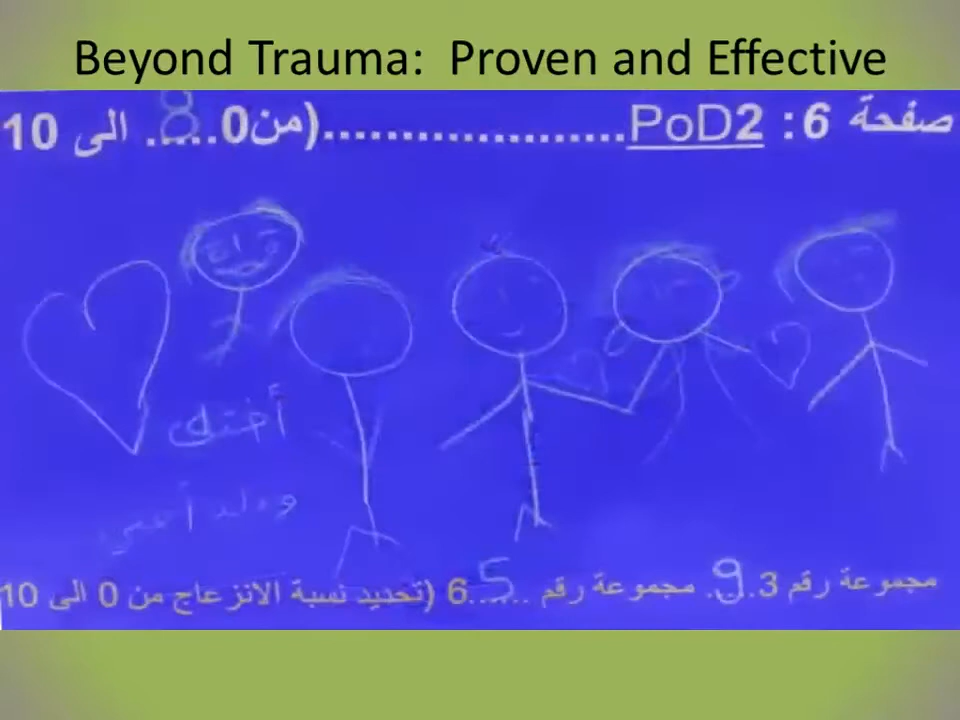 Beyond Trauma: Proven and Effective
صفحة 6: PoD2.....................(من0.....8 الى 10
أختك
مجموعة رقم 3.....9 مجموعة رقم 6......5 (تحديد نسبة الانزعاج من 0 الى 10